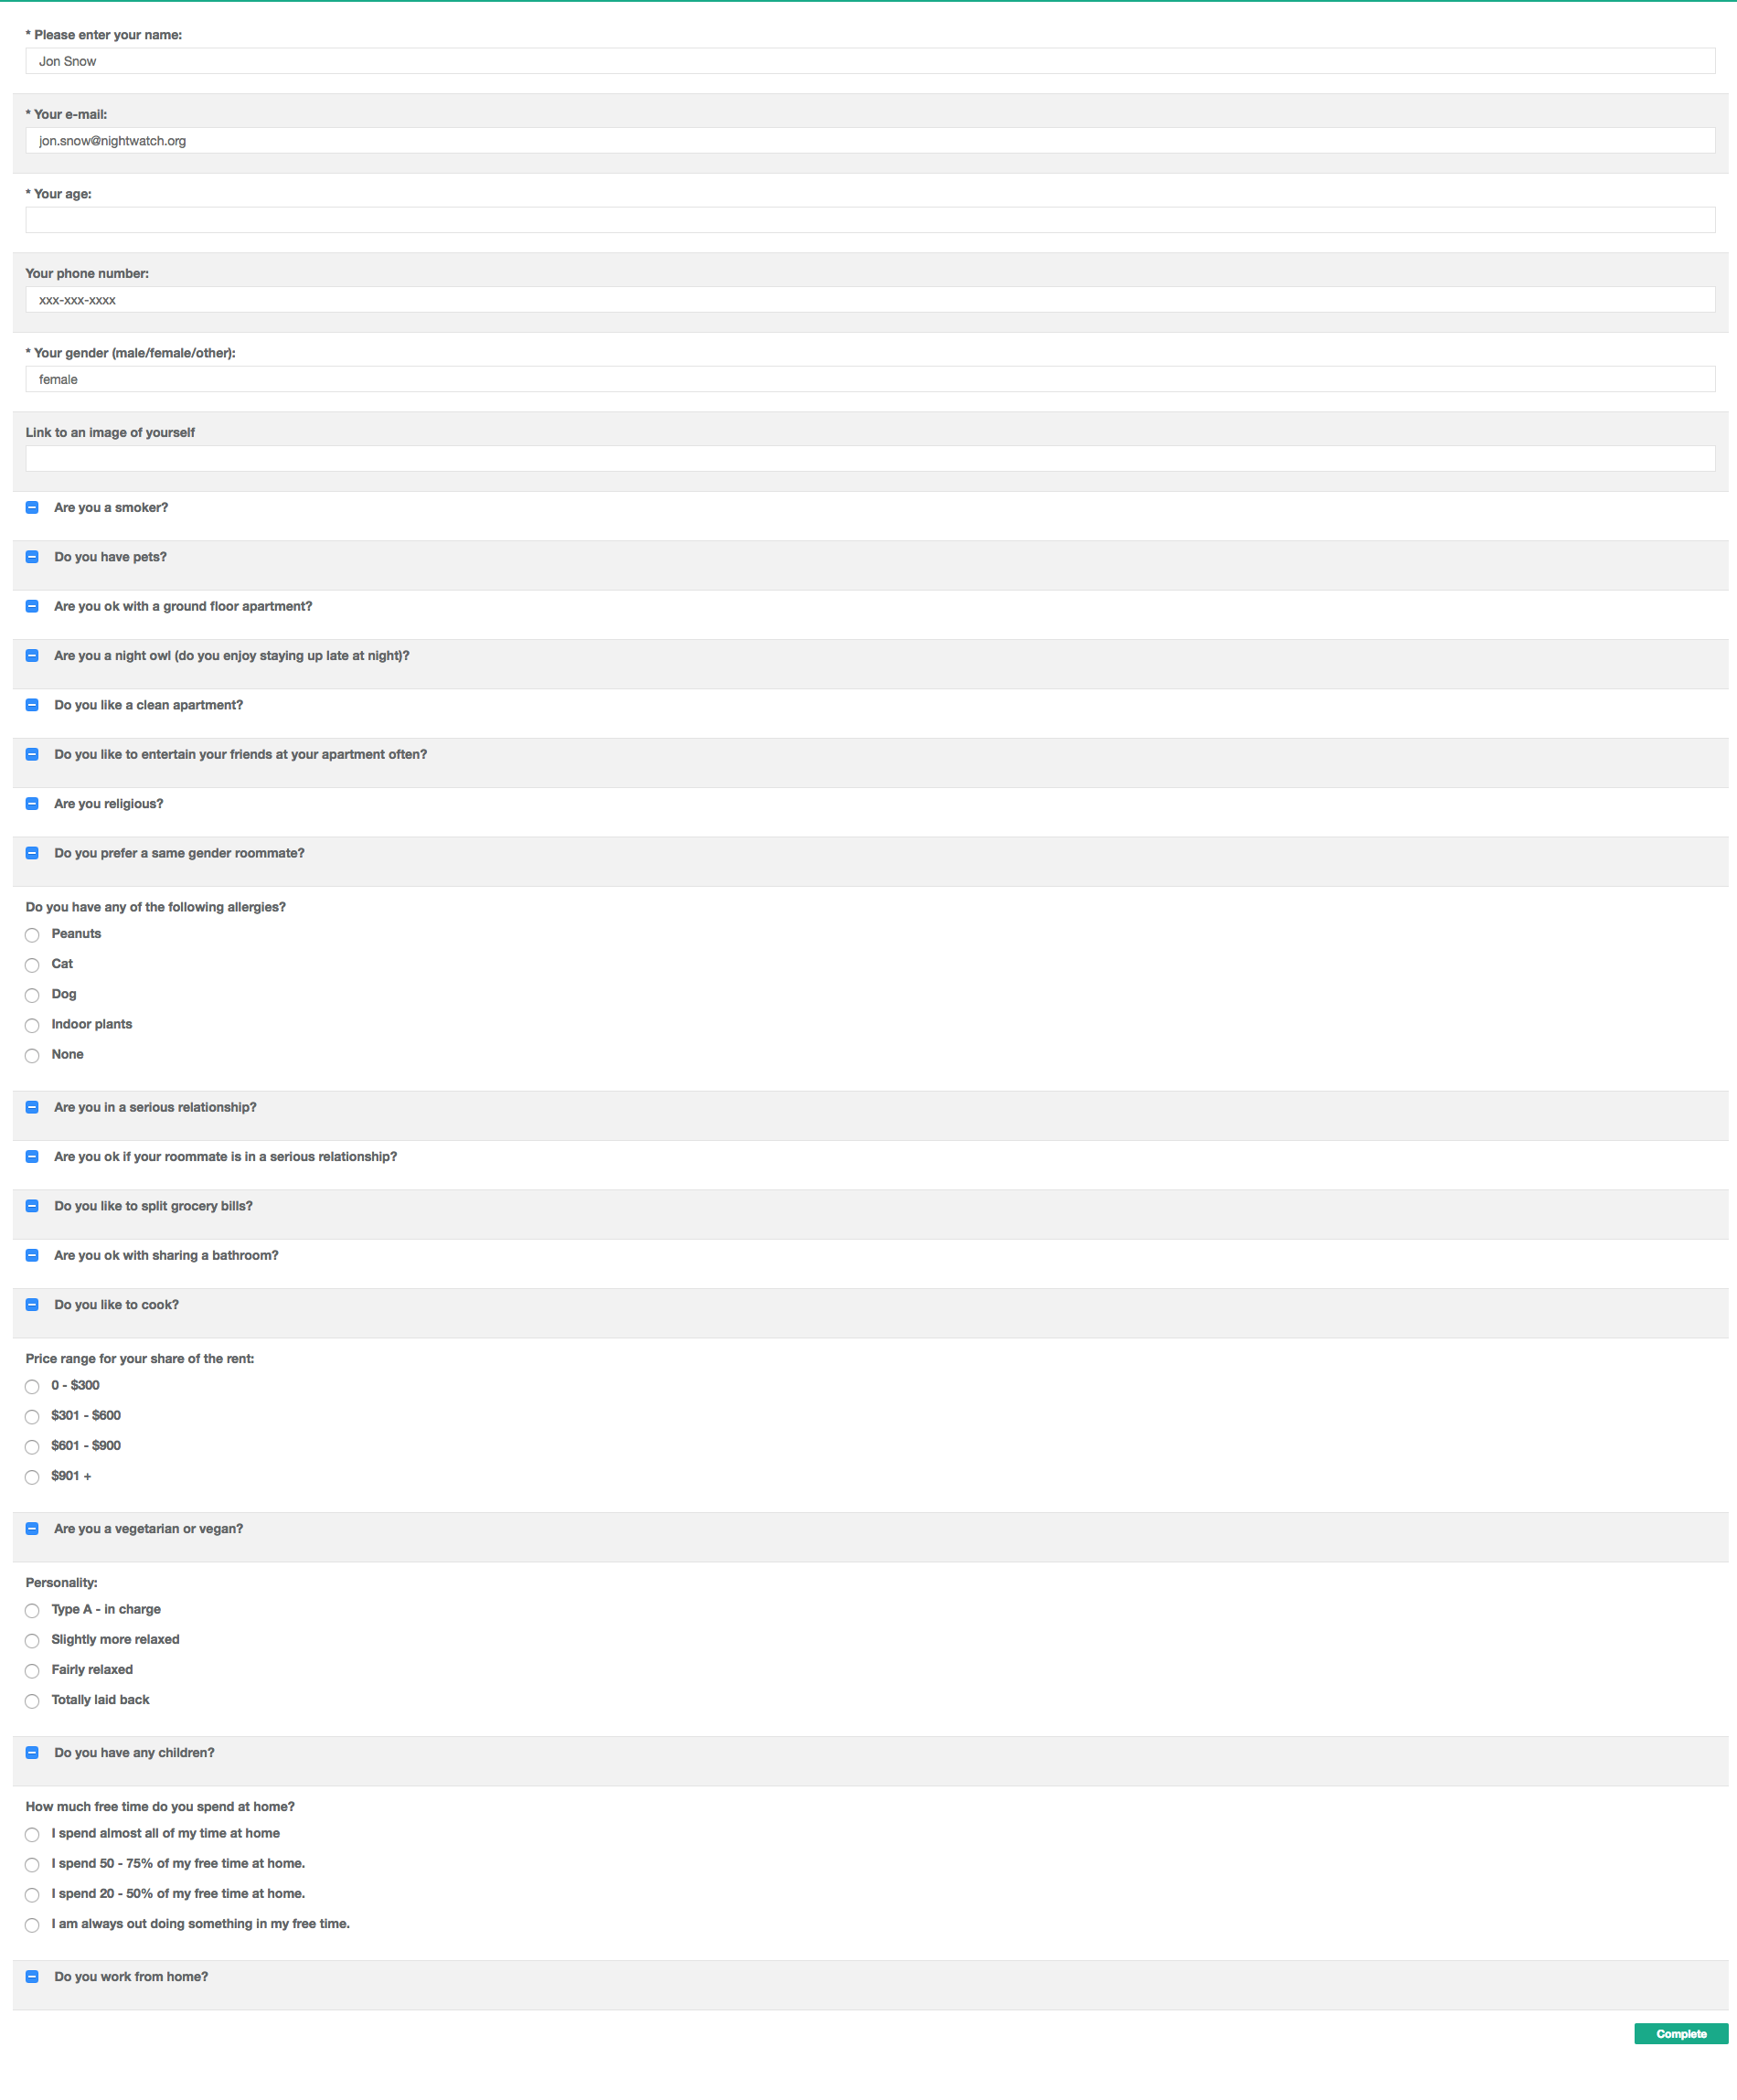 * Please enter your name:
Jon Snow
* Your e-mail:
jon.snow@nightwatch.org
* Your age:
Your phone number:
xxx-xxx-xxxx
* Your gender (male/female/other):
female
Link to an image of yourself
Are you a smoker?
Do you have pets?
Are you ok with a ground floor apartment?
Are you a night owl (do you enjoy staying up late at night)?
Do you like a clean apartment?
Do you like to entertain your friends at your apartment often?
Are you religious?
Do you prefer a same gender roommate?
Do you have any of the following allergies?
Peanuts
Cat
Dog
Indoor plants
None
Are you in a serious relationship?
Are you ok if your roommate is in a serious relationship?
Do you like to split grocery bills?
Are you ok with sharing a bathroom?
Do you like to cook?
Price range for your share of the rent:
0 - $300
$301 - $600
$601 - $900
$901 +
Are you a vegetarian or vegan?
Personality:
Type A - in charge
Slightly more relaxed
Fairly relaxed
Totally laid back
Do you have any children?
How much free time do you spend at home?
I spend almost all of my time at home
I spend 50 - 75% of my free time at home.
I spend 20 - 50% of my free time at home.
I am always out doing something in my free time.
Do you work from home?
Complete